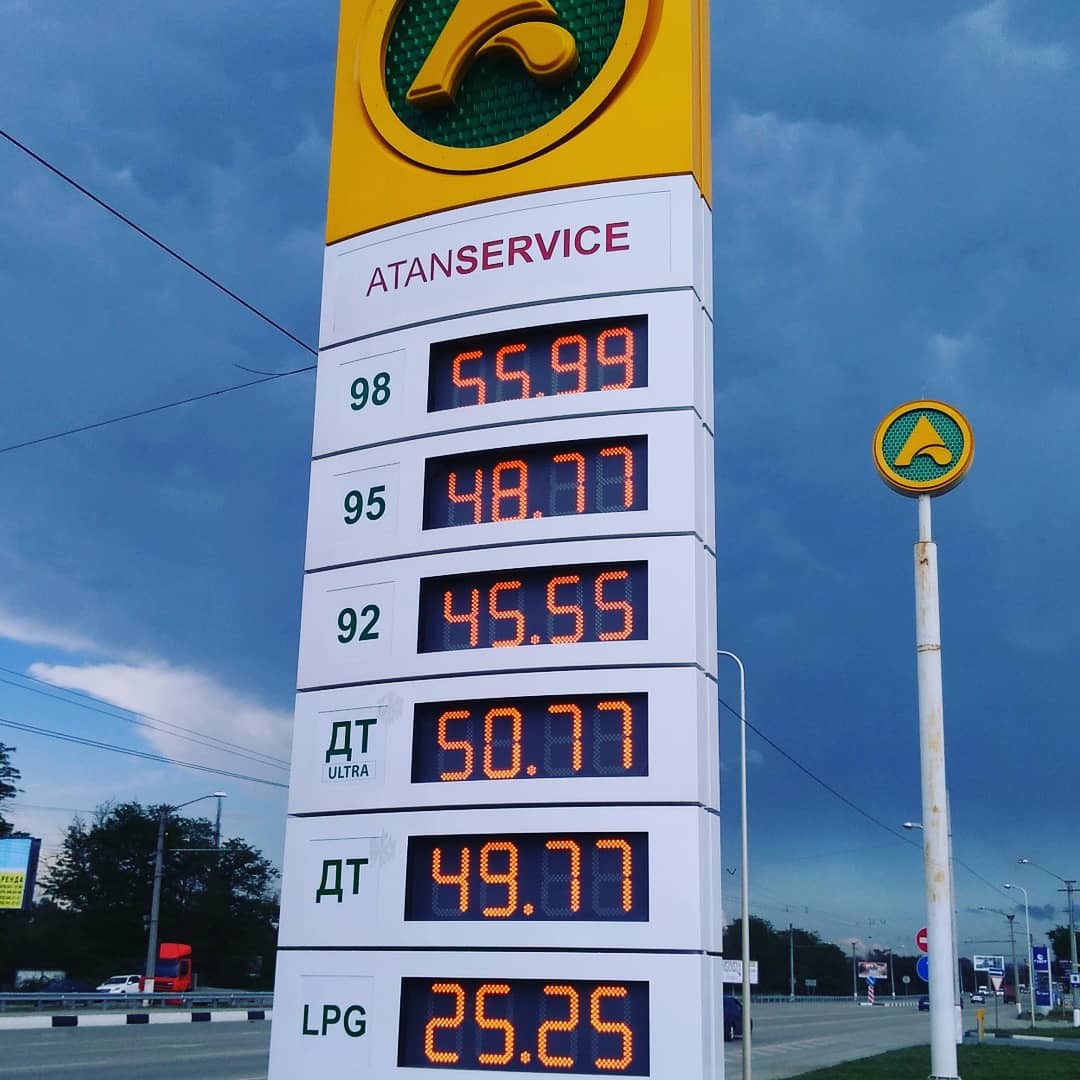 ATANSERVICE
98 55.99
95 48.77
92 45.55
ДТ 50.77
ULTRA
ДТ 49.77
LPG 25.25